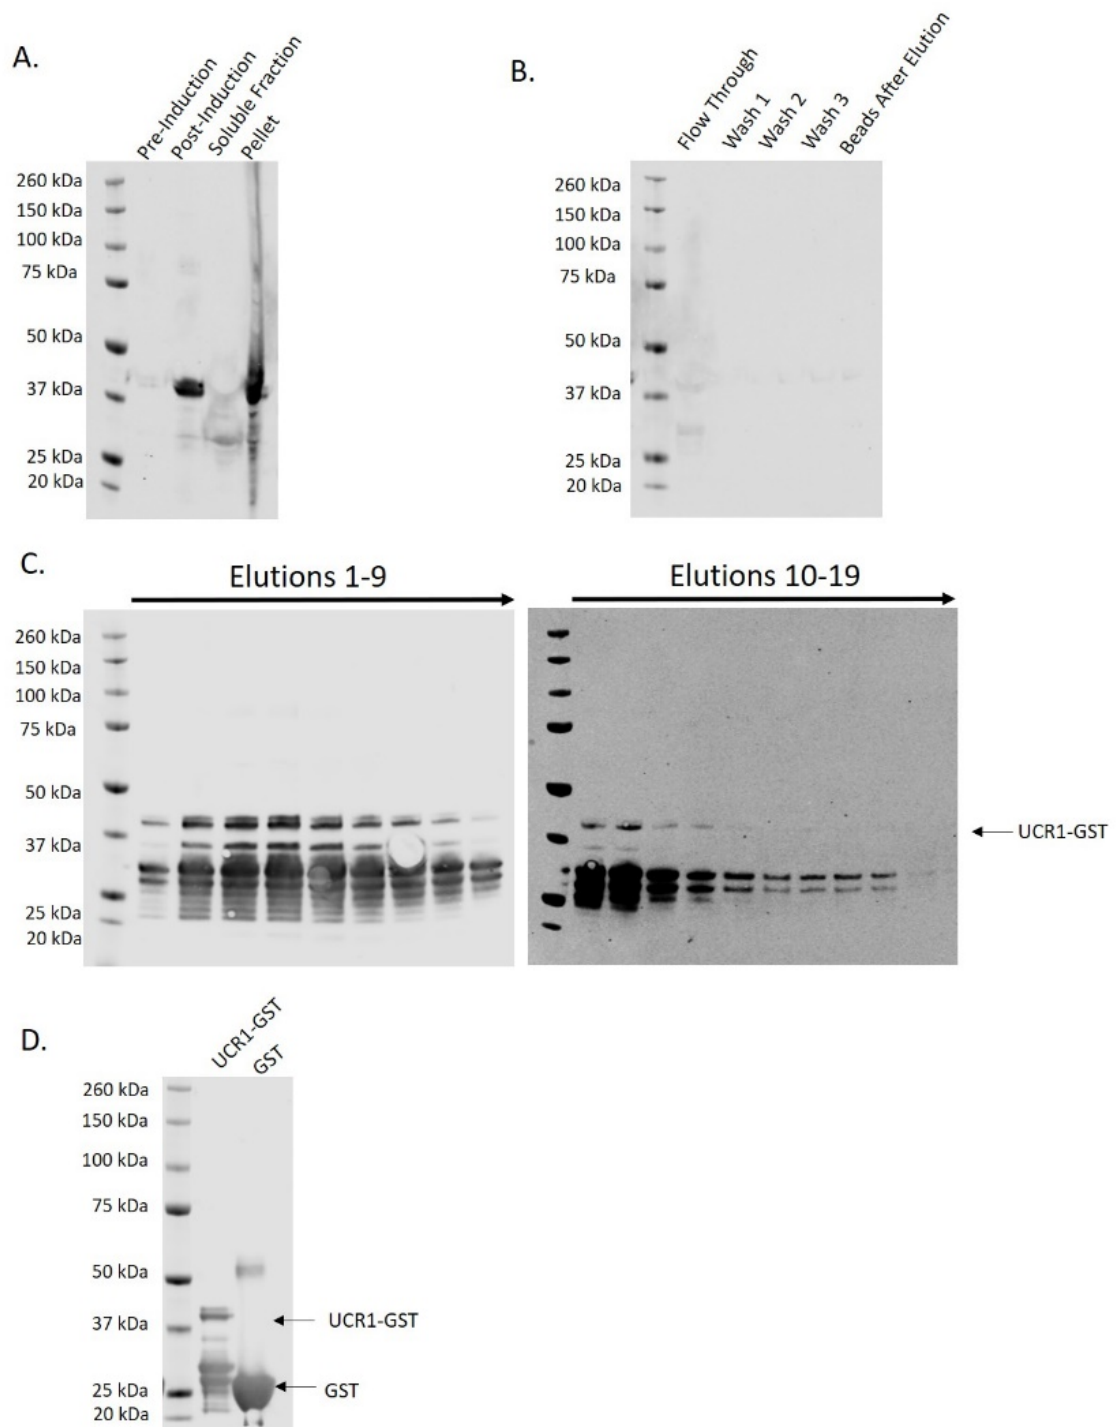 A.
Pre-Induction
Post-Induction
Soluble Fraction
Pellet
260 kDa
150 kDa
100 kDa
75 kDa
50 kDa
37 kDa
25 kDa
20 kDa
B.
Flow Through
Wash 1
Wash 2
Wash 3
Beads After Elution
260 kDa
150 kDa
100 kDa
75 kDa
50 kDa
37 kDa
25 kDa
20 kDa
C.
Elutions 1-9
Elutions 10-19
260 kDa
150 kDa
100 kDa
75 kDa
50 kDa
37 kDa
25 kDa
20 kDa
UCR1-GST
D.
UCR1-GST
GST
260 kDa
150 kDa
100 kDa
75 kDa
50 kDa
37 kDa
25 kDa
20 kDa
UCR1-GST
GST